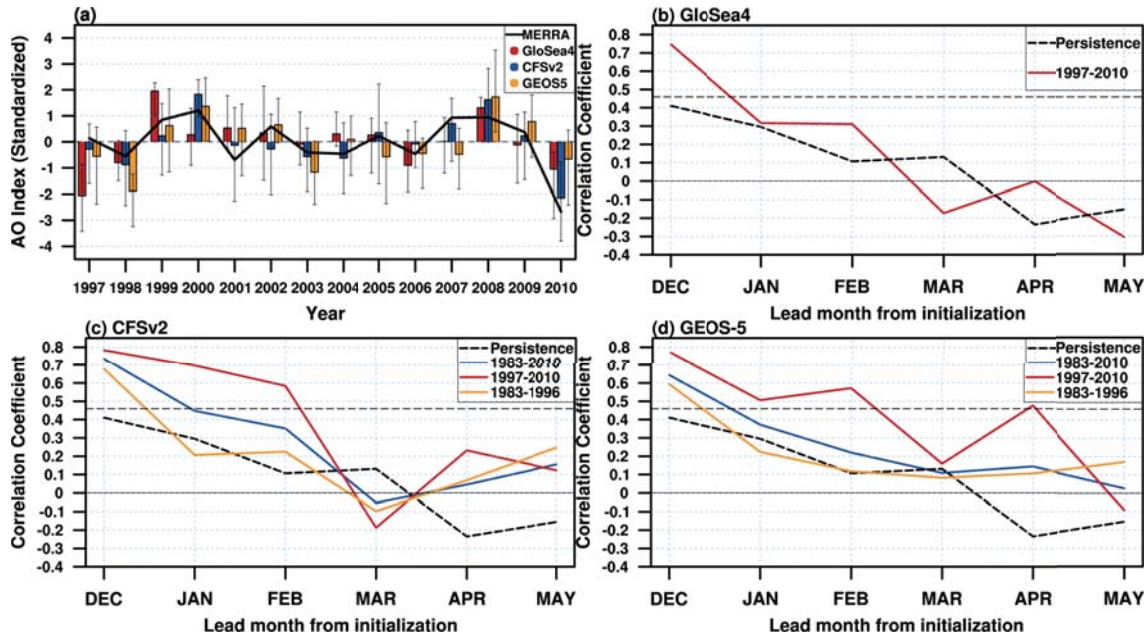 (a)
AO Index (Standardized)
4
3
2
1
0
-1
-2
-3
-4
MERRA
GloSea4
CFSv2
GEOS5
1997 1998 1999 2000 2001 2002 2003 2004 2005 2006 2007 2008 2009 2010
Year
(b) GloSea4
Correlation Coefficient
0.8
0.7
0.6
0.5
0.4
0.3
0.2
0.1
0
-0.1
-0.2
-0.3
-0.4
Persistence
1997-2010
DEC JAN FEB MAR APR MAY
Lead month from initialization
(c) CFSv2
Correlation Coefficient
0.8
0.7
0.6
0.5
0.4
0.3
0.2
0.1
0
-0.1
-0.2
-0.3
-0.4
Persistence
1983-2010
1997-2010
1983-1996
DEC JAN FEB MAR APR MAY
Lead month from initialization
(d) GEOS-5
Correlation Coefficient
0.8
0.7
0.6
0.5
0.4
0.3
0.2
0.1
0
-0.1
-0.2
-0.3
-0.4
Persistence
1983-2010
1997-2010
1983-1996
DEC JAN FEB MAR APR MAY
Lead month from initialization